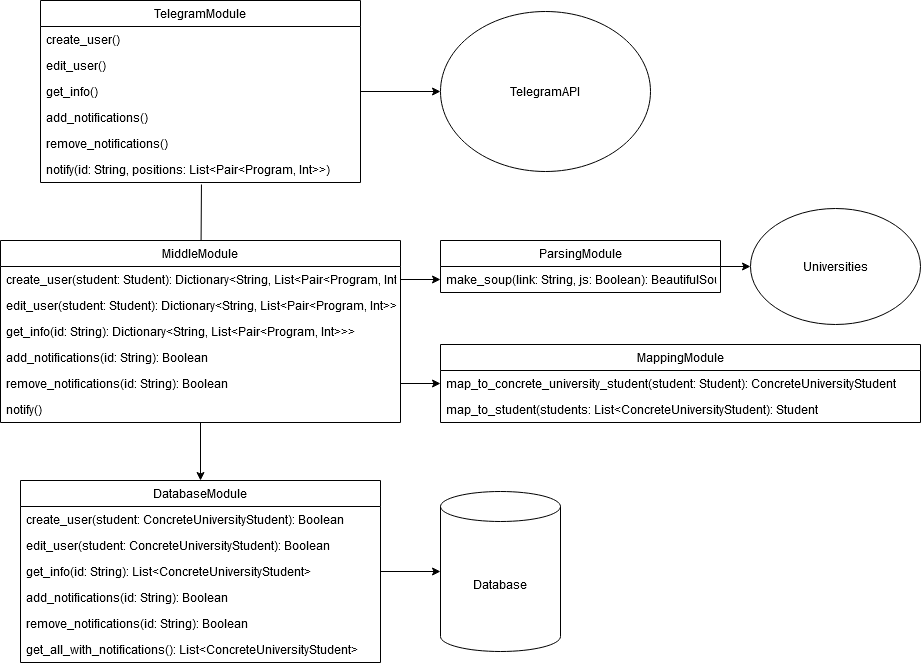 TelegramModule
create_user()
edit_user()
get_info()
add_notifications()
remove_notifications()
notify(id: String, positions: List<Pair<Program, Int>>)
TelegramAPI
MiddleModule
create_user(student: Student): Dictionary<String, List<Pair<Program, Int
edit_user(student: Student): Dictionary<String, List<Pair<Program, Int>>
get_info(id: String): Dictionary<String, List<Pair<Program, Int>>>
add_notifications(id: String): Boolean
remove_notifications(id: String): Boolean
notify()
ParsingModule
make_soup(link: String, js: Boolean): BeautifulSou
Universities
MappingModule
map_to_concrete_university_student(student: Student): ConcreteUniversityStudent
map_to_student(students: List<ConcreteUniversityStudent): Student
DatabaseModule
create_user(student: ConcreteUniversityStudent): Boolean
edit_user(student: ConcreteUniversityStudent): Boolean
get_info(id: String): List<ConcreteUniversityStudent>
add_notifications(id: String): Boolean
remove_notifications(id: String): Boolean
get_all_with_notifications(): List<ConcreteUniversityStudent>
Database